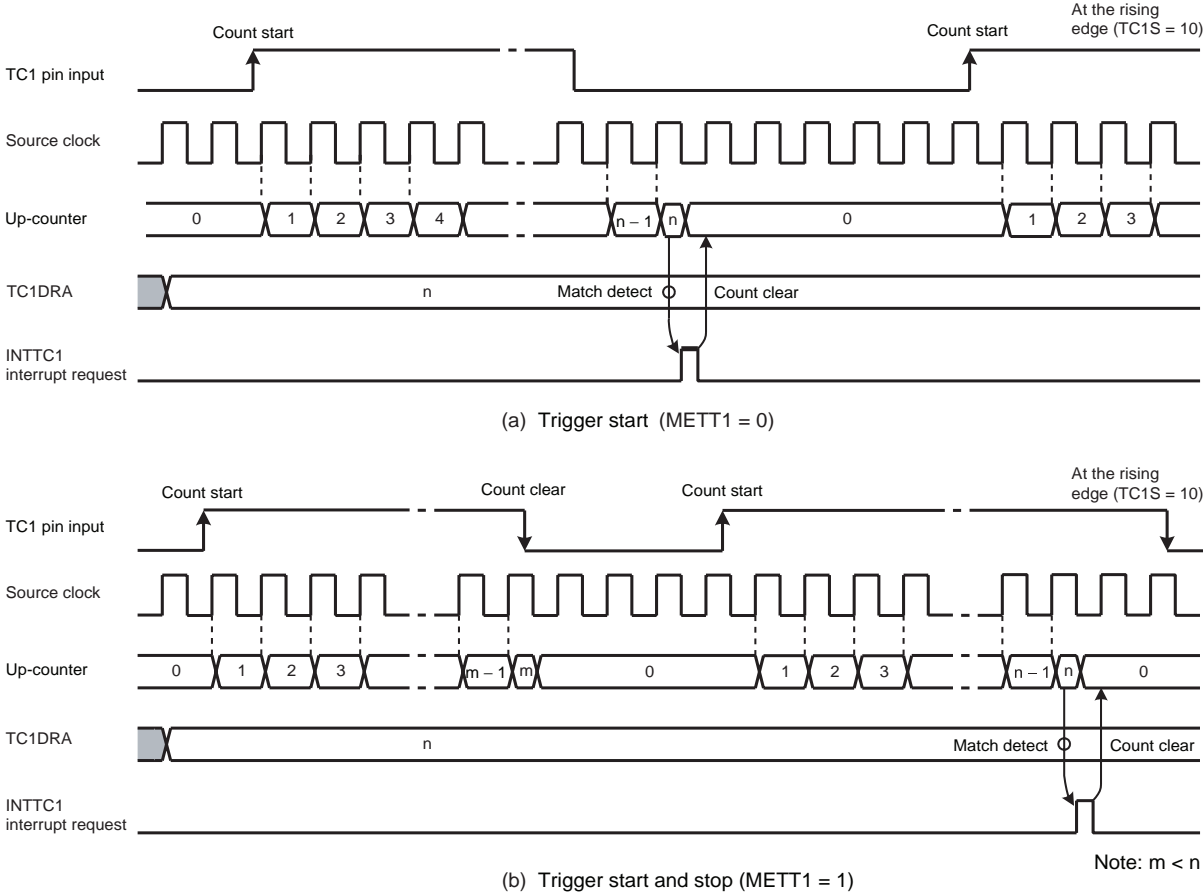 At the rising
edge (TC1S = 10)
Count start
Count start
TC1 pin input
Source clock
Up-counter
0 1 2 3 4 n – 1 n 0 1 2 3
TC1DRA
n
Match detect
Count clear
INTTC1
interrupt request
(a) Trigger start (METT1 = 0)
At the rising
edge (TC1S = 10)
Count start
Count clear
Count start
TC1 pin input
Source clock
Up-counter
0 1 2 3 m – 1 m 0 1 2 3 n – 1 n 0
TC1DRA
n
Match detect
Count clear
INTTC1
interrupt request
Note: m < n
(b) Trigger start and stop (METT1 = 1)